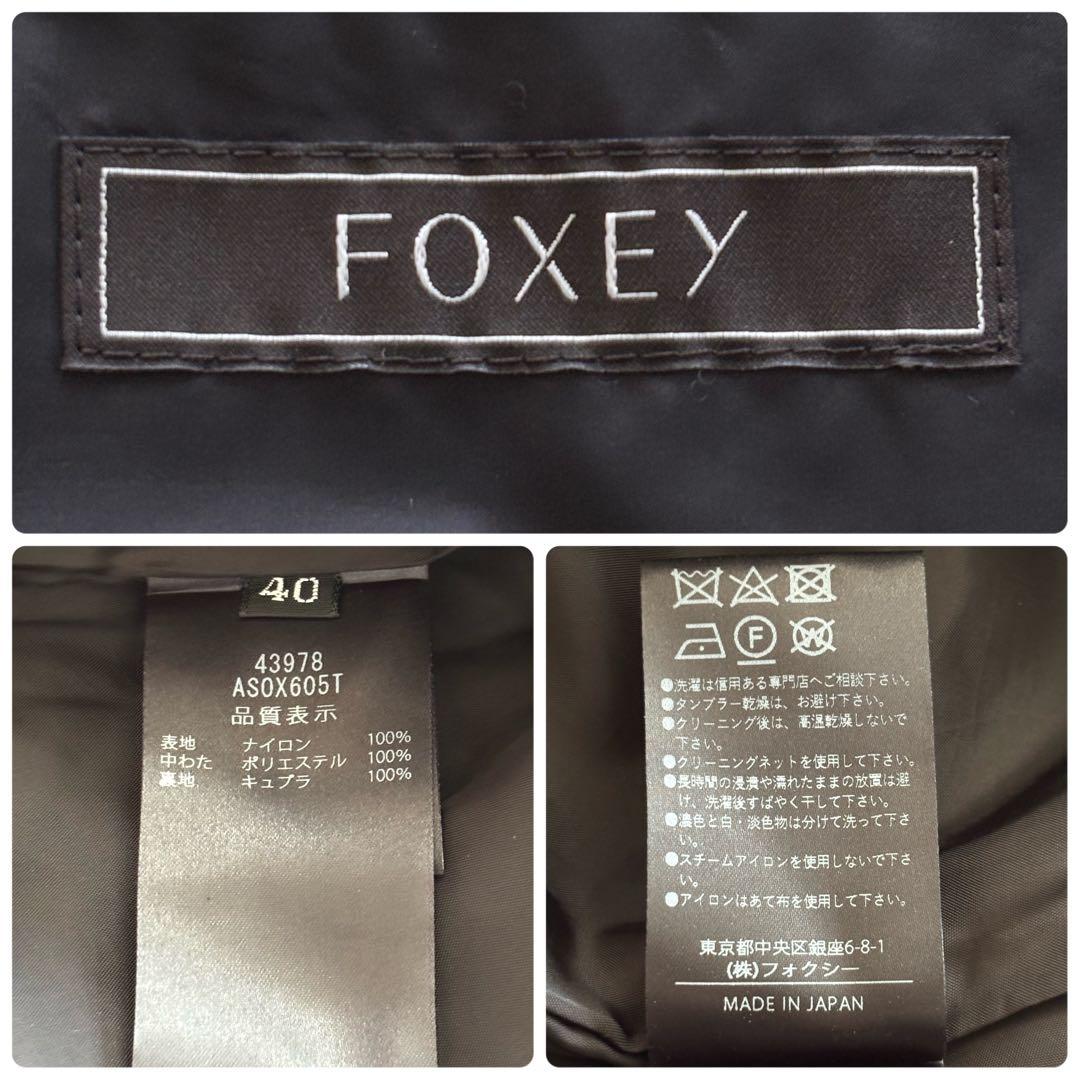 FOXEY
40
43978
ASOX605T
品質表示
表地 ナイロン 100%
中わた ポリエステル 100%
裏地 キュプラ 100%
F
W
●洗濯は信用ある専門店へご相談下さい。
●タンブラー乾燥は、お避け下さい。
●クリーニング後は、高温乾燥しないで
下さい。
●クリーニングネットを使用して下さい。
●長時間の浸漬や濡れたままの放置は避
け、洗濯後すばやく干して下さい。
●濃色と白・淡色物は分けて洗って下さ
い。
●スチームアイロンを使用しないで下さ
い。
●アイロンはあて布を使用して下さい。
東京都中央区銀座6-8-1
(株)フォクシー
MADE IN JAPAN